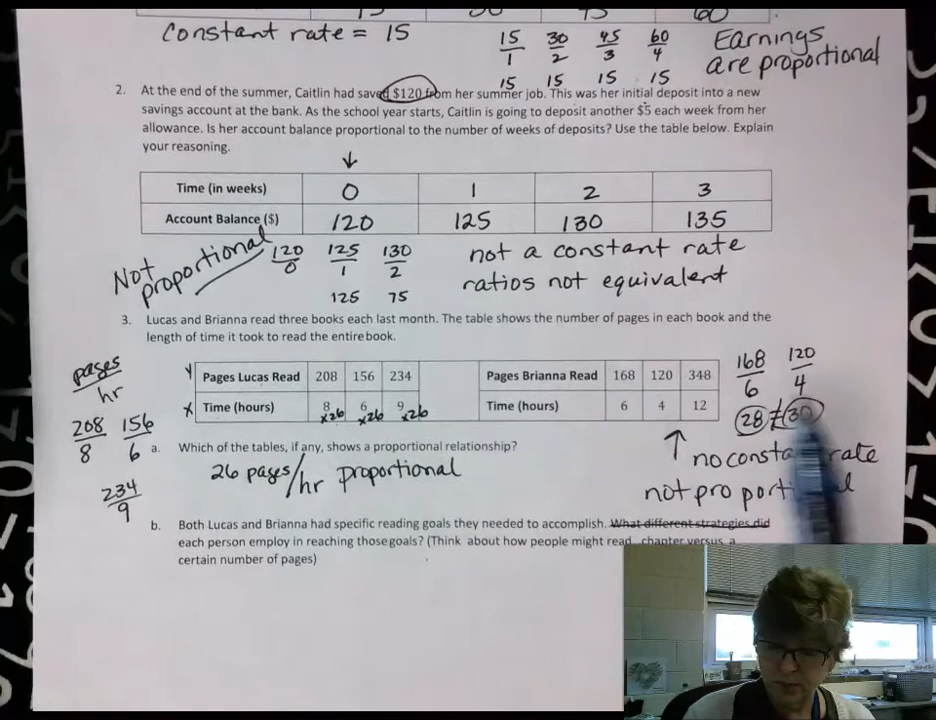 60
Constant rate = 15
15/1 30/2 45/3 60/4
15 15 15 15
Earnings
are proportional
2. At the end of the summer, Caitlin had saved $120 from her summer job. This was her initial deposit into a new
savings account at the bank. As the school year starts, Caitlin is going to deposit another $5 each week from her
allowance. Is her account balance proportional to the number of weeks of deposits? Use the table below. Explain
your reasoning.
Time (in weeks) 0 1 2 3
Account Balance ($) 120 125 130 135
Not
proportional
120/0 125/1 130/2
125 75
not a constant rate
ratios not equivalent
3. Lucas and Brianna read three books each last month. The table shows the number of pages in each book and the
length of time it took to read the entire book.
pages/hr
208/8 156/6
234/9
y Pages Lucas Read 208 156 234
x Time (hours) 8 6 9
×26 ×26 ×26
Pages Brianna Read 168 120 348
Time (hours) 6 4 12
168/6 120/4
28 ≠ 30
a. Which of the tables, if any, shows a proportional relationship?
26 pages/hr proportional
no rate
not
b. Both Lucas and Brianna had specific reading goals they needed to accomplish. What different strategies did
each person employ in reaching those goals? (Think about how people might read chapter versus a
certain number of pages)